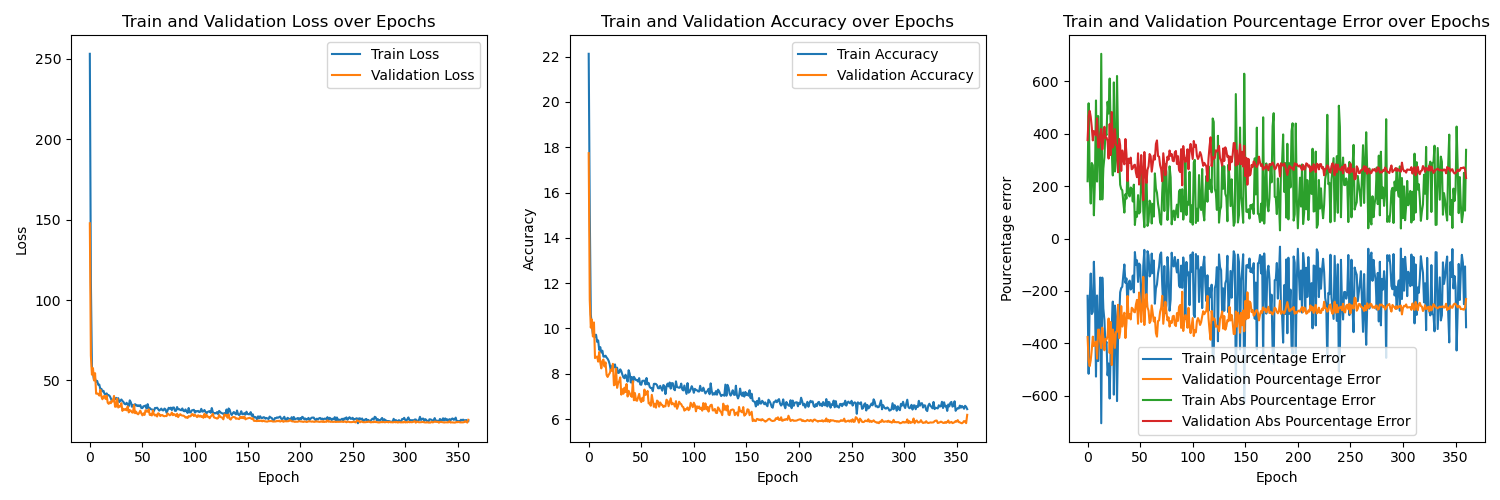 Train and Validation Loss over Epochs
Train Loss
Validation Loss
250
200
150
100
50
Loss
0 50 100 150 200 250 300 350
Epoch
Train and Validation Accuracy over Epochs
Train Accuracy
Validation Accuracy
22
20
18
16
14
12
10
8
6
Accuracy
0 50 100 150 200 250 300 350
Epoch
Train and Validation Pourcentage Error over Epochs
600
400
200
0
−200
−400
−600
Pourcentage error
Train Pourcentage Error
Validation Pourcentage Error
Train Abs Pourcentage Error
Validation Abs Pourcentage Error
0 50 100 150 200 250 300 350
Epoch